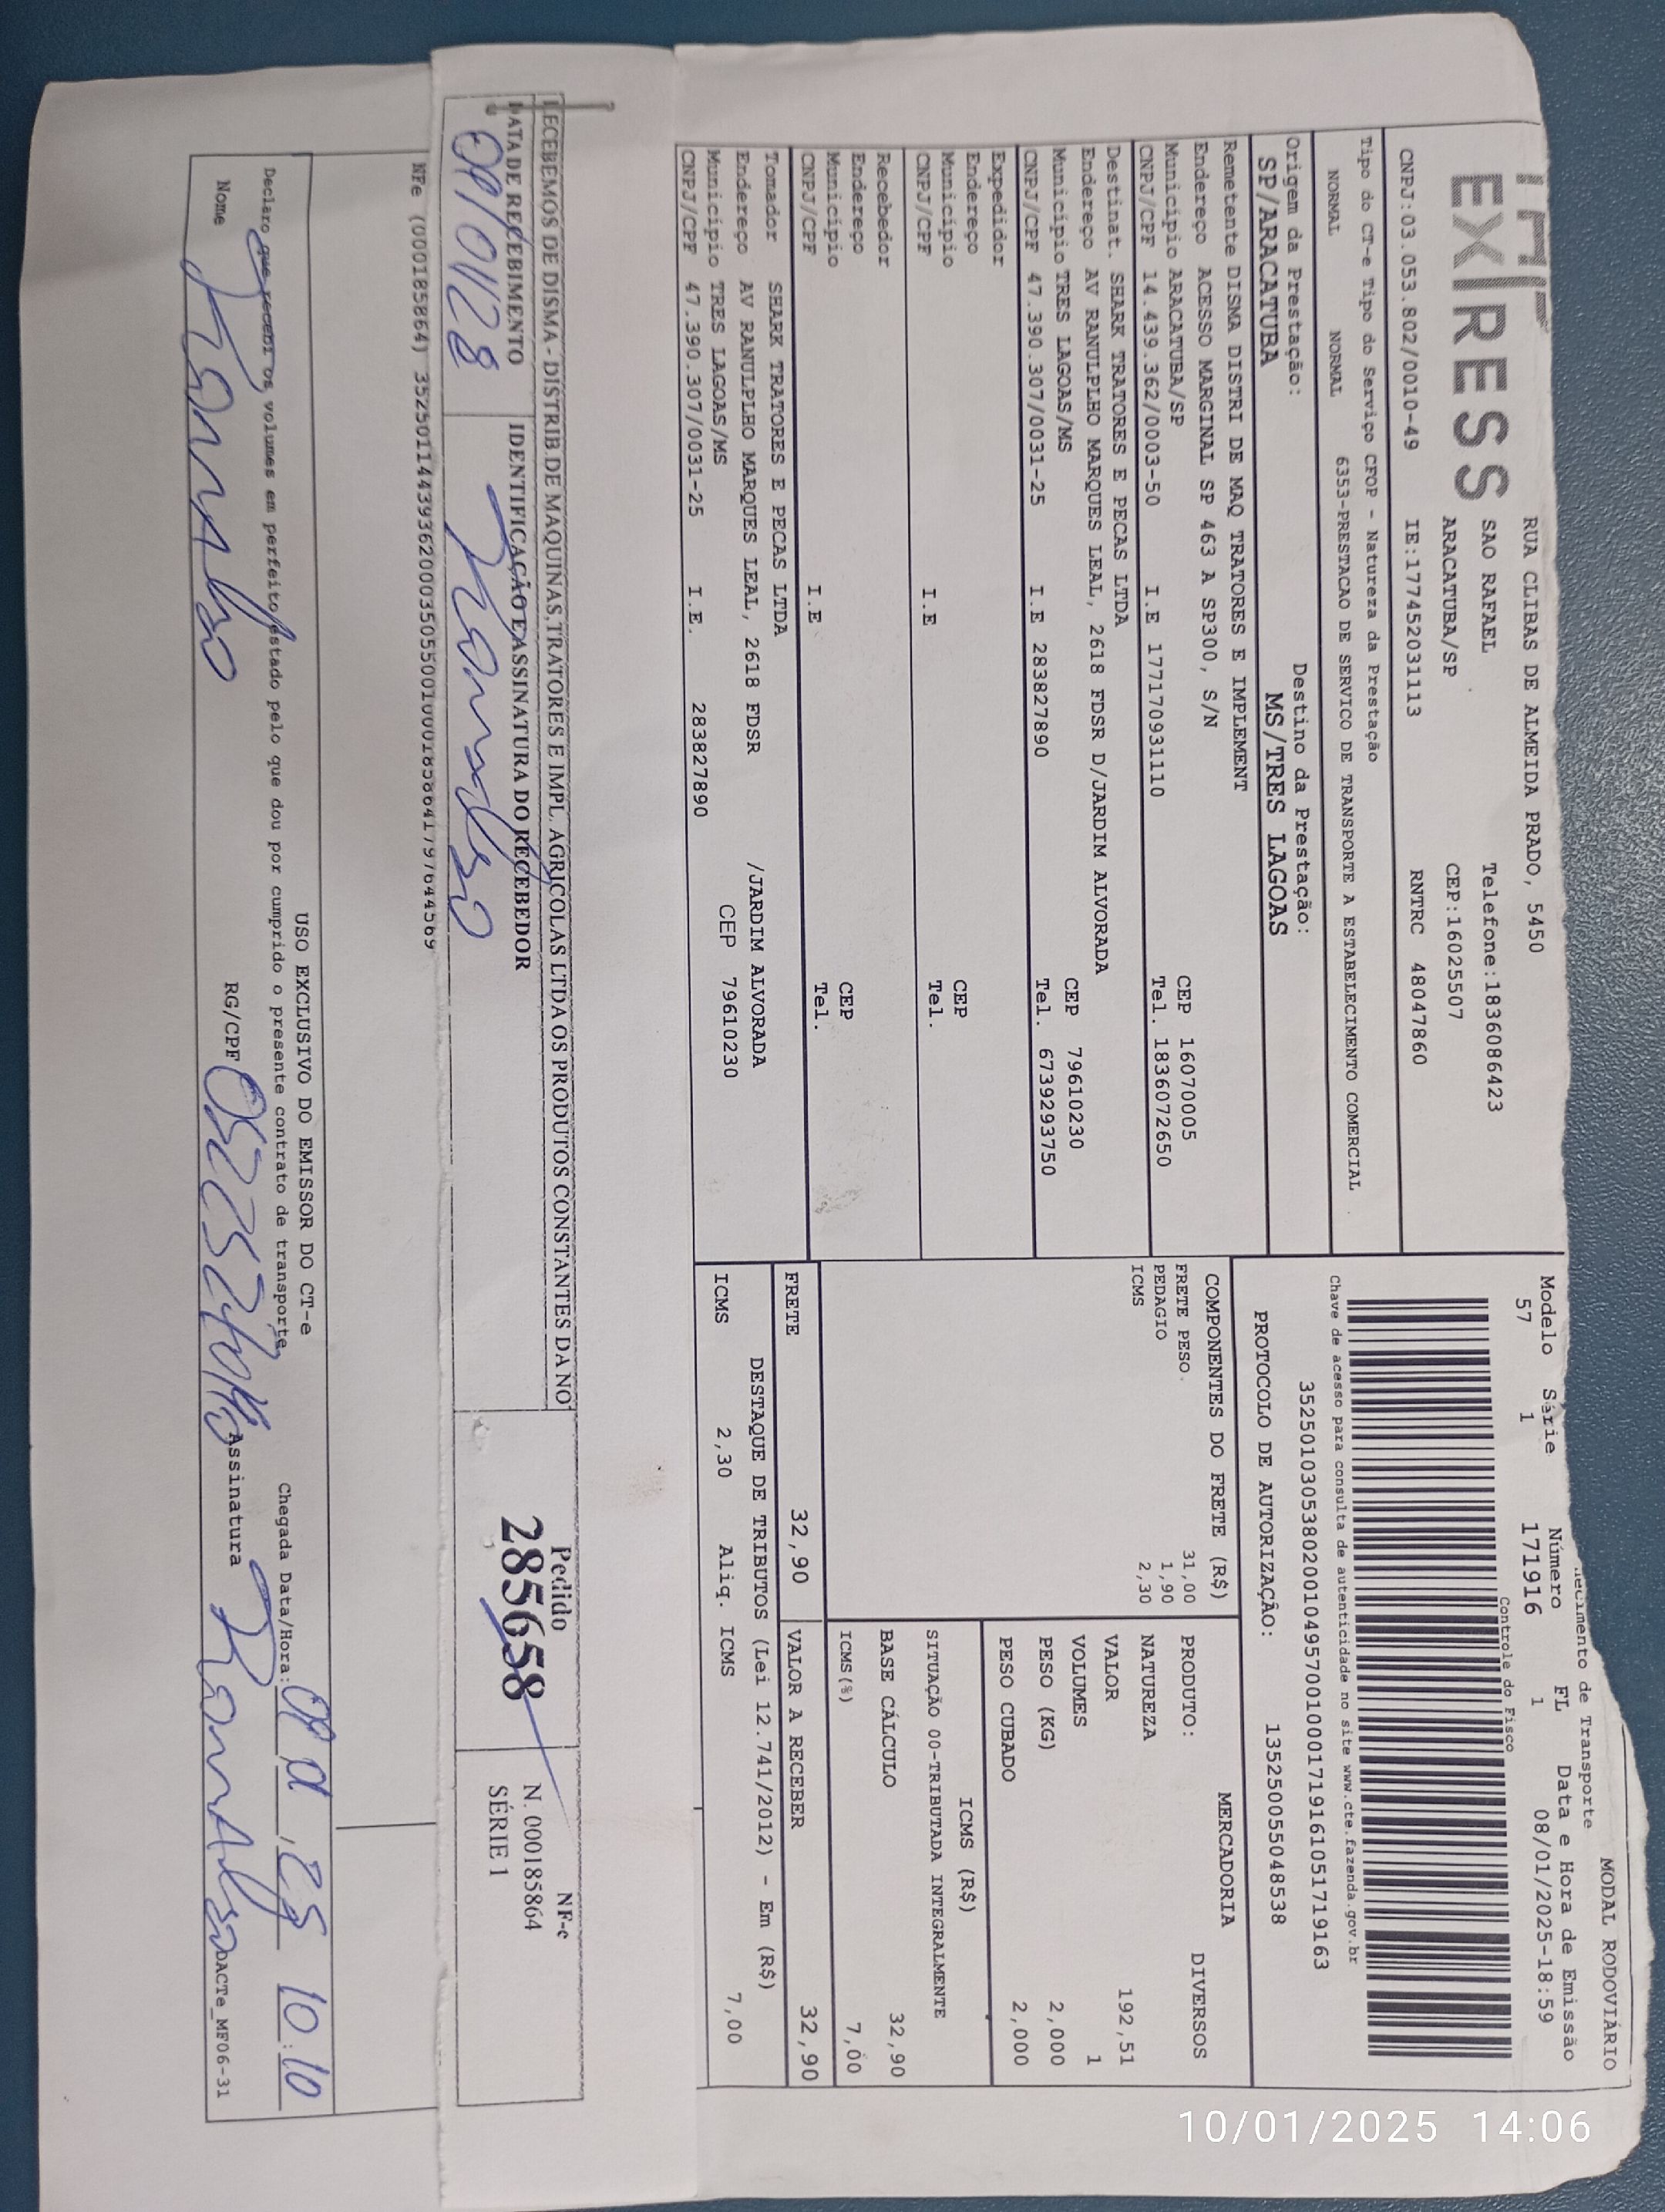 MODAL RODOVIÁRIO
de Transporte
EXPRESS
RUA CLIBAS DE ALMEIDA PRADO, 5450
SAO RAFAEL Telefone:1836086423
ARACATUBA/SP CEP:16025507
CNPJ:03.053.802/0010-49 IE:177452031113 RNTRC 48047860
Modelo Série Número FL Data e Hora de Emissão
57 1 171916 1 08/01/2025-18:59
Controle do Fisco
Tipo do CT-e Tipo do Serviço CFOP - Natureza da Prestação
NORMAL NORMAL 6353-PRESTACAO DE SERVICO DE TRANSPORTE A ESTABELECIMENTO COMERCIAL
Chave de acesso para consulta de autenticidade no site www.cte.fazenda.gov.br
35250103053802001049570010001719161051719163
Origem da Prestação: Destino da Prestação:
SP/ARACATUBA MS/TRES LAGOAS
PROTOCOLO DE AUTORIZAÇÃO: 135250055048538
Remetente DISMA DISTRI DE MAQ TRATORES E IMPLEMENT
Endereço ACESSO MARGINAL SP 463 A SP300, S/N
Município ARACATUBA/SP CEP 16070005
CNPJ/CPF 14.439.362/0003-50 I.E 177170931110 Tel. 1836072650
Destinat. SHARK TRATORES E PECAS LTDA
Endereço AV RANULPLHO MARQUES LEAL, 2618 FDSR D/JARDIM ALVORADA
Município TRES LAGOAS/MS CEP 79610230
CNPJ/CPF 47.390.307/0031-25 I.E 283827890 Tel. 6739293750
Expedidor
Endereço
Município CEP
CNPJ/CPF I.E Tel.
Recebedor
Endereço
Município CEP
CNPJ/CPF I.E Tel.
Tomador SHARK TRATORES E PECAS LTDA
Endereço AV RANULPLHO MARQUES LEAL, 2618 FDSR /JARDIM ALVORADA
Município TRES LAGOAS/MS CEP 79610230
CNPJ/CPF 47.390.307/0031-25 I.E. 283827890
COMPONENTES DO FRETE (R$)
FRETE PESO. 31,00
PEDAGIO 1,90
ICMS 2,30
MERCADORIA
PRODUTO: DIVERSOS
NATUREZA
VALOR 192,51
VOLUMES 1
PESO (KG) 2,000
PESO CUBADO 2,000
ICMS (R$)
SITUAÇÃO 00-TRIBUTADA INTEGRALMENTE
BASE CÁLCULO 32,90
ICMS(%) 7,00
FRETE 32,90 VALOR A RECEBER 32,90
DESTAQUE DE TRIBUTOS (Lei 12.741/2012) - Em (R$)
ICMS 2,30 Aliq. ICMS 7,00
RECEBEMOS DE DISMA - DISTRIB.DE MAQUINAS,TRATORES E IMPL. AGRICOLAS LTDA OS PRODUTOS CONSTANTES DA NO
DATA DE RECEBIMENTO IDENTIFICAÇÃO E ASSINATURA DO RECEBEDOR
Ronaldo
Pedido
285658
NF-e
N. 000185864
SÉRIE 1
NFe (000185864) 35250114439362000350550010001858641797644569
USO EXCLUSIVO DO EMISSOR DO CT-e
Declaro que recebi os volumes em perfeito estado pelo que dou por cumprido o presente contrato de transporte, Chegada Data/Hora: 10:10
Nome Ronaldo RG/CPF Assinatura Ronaldo DACTe_MF06-31
10/01/2025 14:06